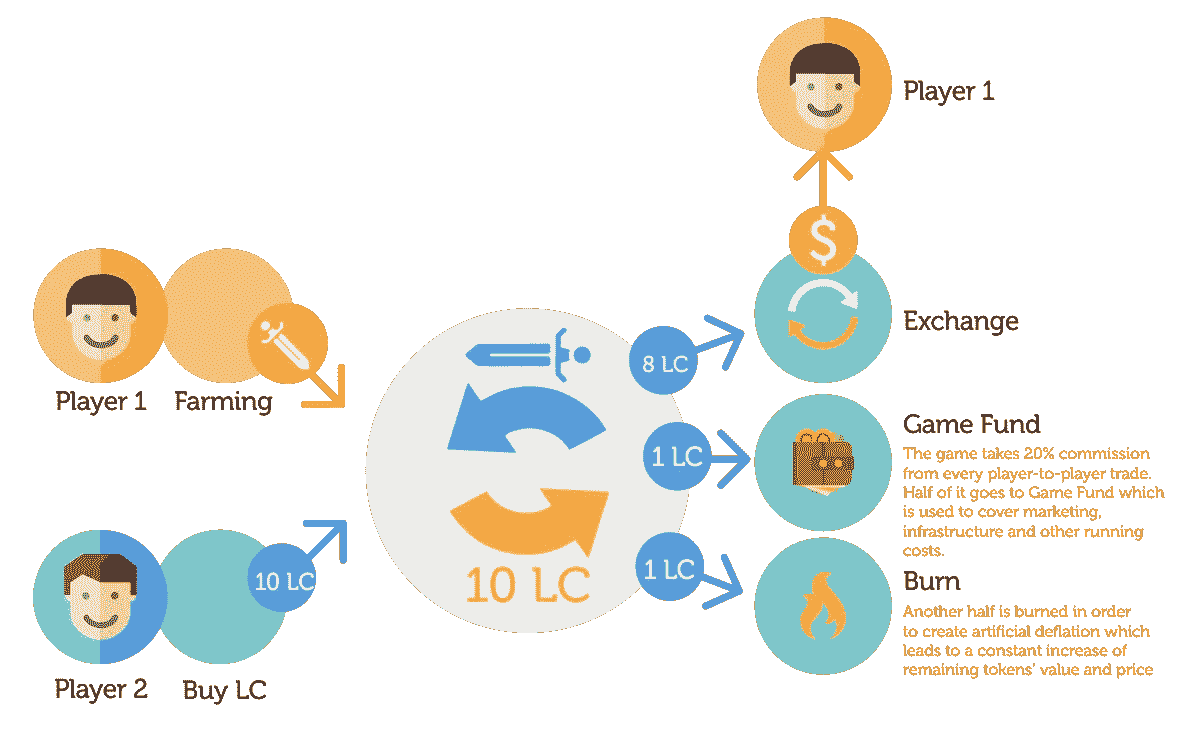 Player 1
$
Exchange
Player 1 Farming
8 LC
Game Fund
The game takes 20% commission
from every player-to-player trade.
Half of it goes to Game Fund which
is used to cover marketing,
infrastructure and other running
costs.
1 LC
10 LC
Player 2 Buy LC
10 LC
1 LC
Burn
Another half is burned in order
to create artificial deflation which
leads to a constant increase of
remaining tokens' value and price